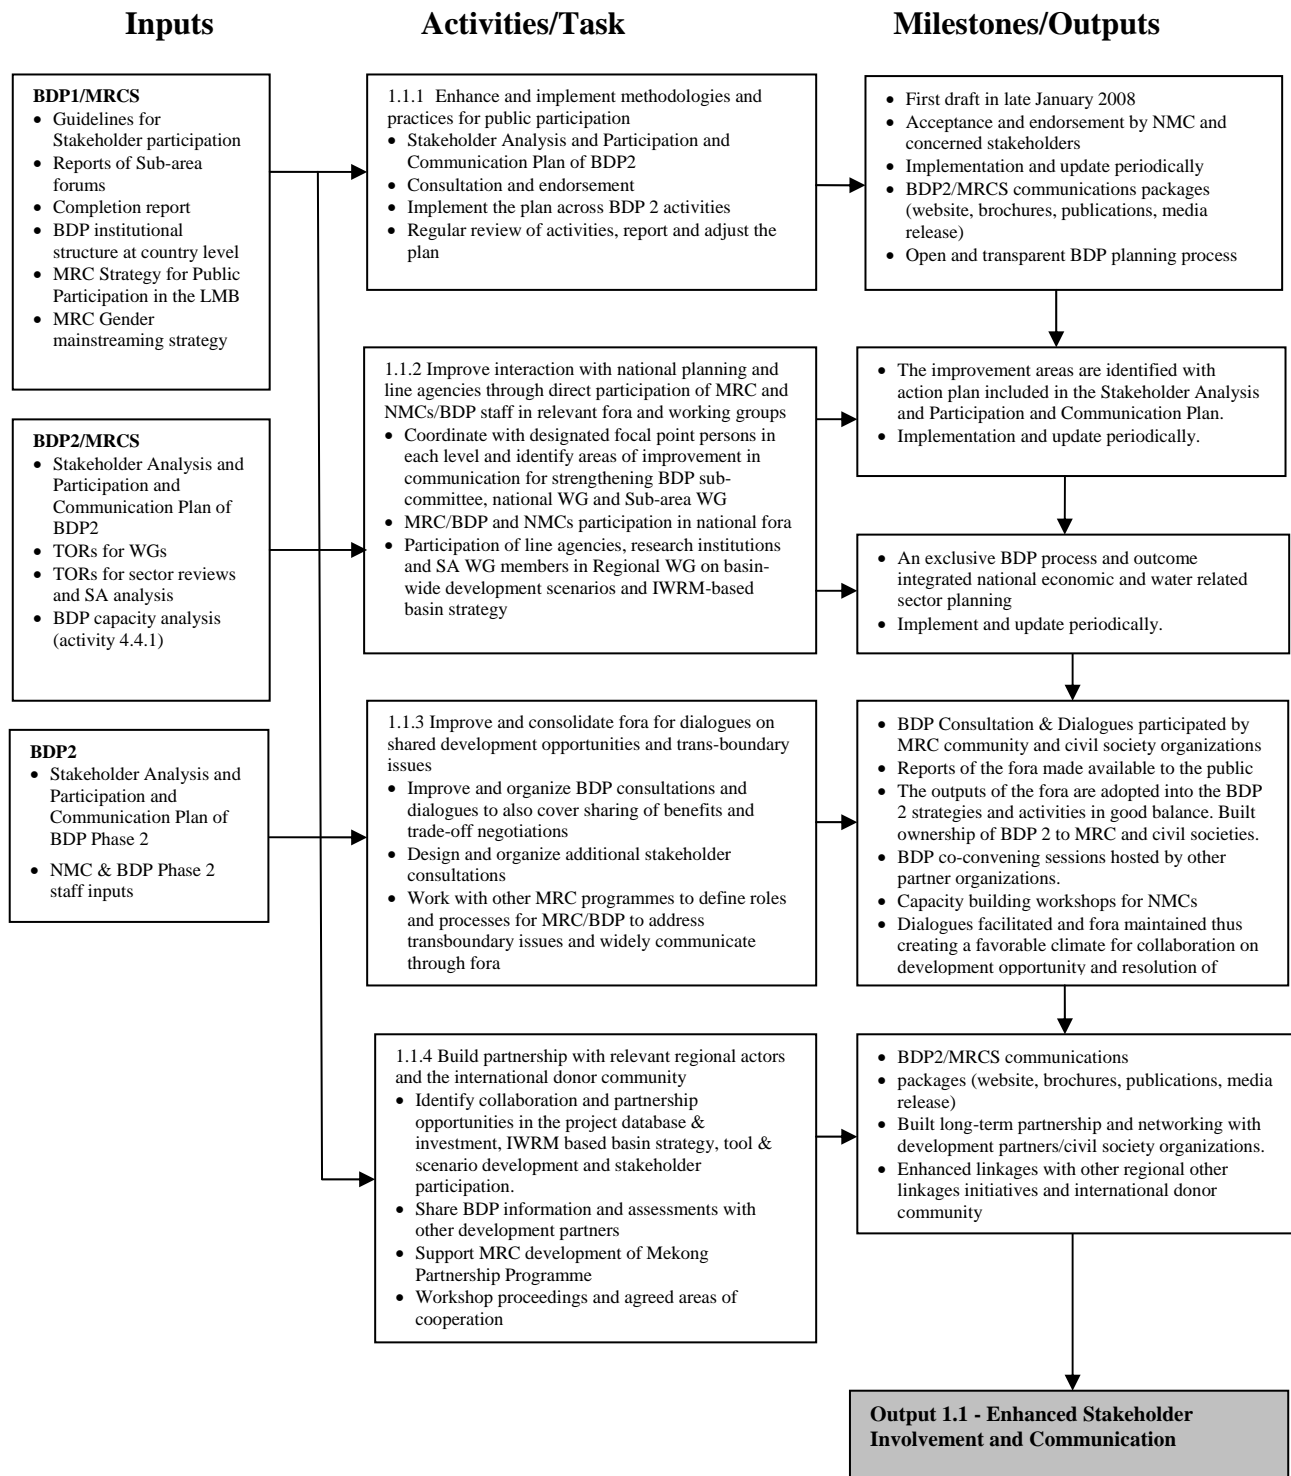 Inputs
Activities/Task
Milestones/Outputs
BDP1/MRCS
• Guidelines for
Stakeholder participation
• Reports of Sub-area
forums
• Completion report
• BDP institutional
structure at country level
• MRC Strategy for Public
Participation in the LMB
• MRC Gender
mainstreaming strategy
1.1.1 Enhance and implement methodologies and
practices for public participation
• Stakeholder Analysis and Participation and
Communication Plan of BDP2
• Consultation and endorsement
• Implement the plan across BDP 2 activities
• Regular review of activities, report and adjust the
plan
• First draft in late January 2008
• Acceptance and endorsement by NMC and
concerned stakeholders
• Implementation and update periodically
• BDP2/MRCS communications packages
(website, brochures, publications, media
release)
• Open and transparent BDP planning process
BDP2/MRCS
• Stakeholder Analysis and
Participation and
Communication Plan of
BDP2
• TORs for WGs
• TORs for sector reviews
and SA analysis
• BDP capacity analysis
(activity 4.4.1)
1.1.2 Improve interaction with national planning and
line agencies through direct participation of MRC and
NMCs/BDP staff in relevant fora and working groups
• Coordinate with designated focal point persons in
each level and identify areas of improvement in
communication for strengthening BDP sub-
committee, national WG and Sub-area WG
• MRC/BDP and NMCs participation in national fora
• Participation of line agencies, research institutions
and SA WG members in Regional WG on basin-
wide development scenarios and IWRM-based
basin strategy
• The improvement areas are identified with
action plan included in the Stakeholder Analysis
and Participation and Communication Plan.
• Implementation and update periodically.
• An exclusive BDP process and outcome
integrated national economic and water related
sector planning
• Implement and update periodically.
BDP2
• Stakeholder Analysis and
Participation and
Communication Plan of
BDP Phase 2
• NMC & BDP Phase 2
staff inputs
1.1.3 Improve and consolidate fora for dialogues on
shared development opportunities and trans-boundary
issues
• Improve and organize BDP consultations and
dialogues to also cover sharing of benefits and
trade-off negotiations
• Design and organize additional stakeholder
consultations
• Work with other MRC programmes to define roles
and processes for MRC/BDP to address
transboundary issues and widely communicate
through fora
• BDP Consultation & Dialogues participated by
MRC community and civil society organizations
• Reports of the fora made available to the public
• The outputs of the fora are adopted into the BDP
2 strategies and activities in good balance. Built
ownership of BDP 2 to MRC and civil societies.
• BDP co-convening sessions hosted by other
partner organizations.
• Capacity building workshops for NMCs
• Dialogues facilitated and fora maintained thus
creating a favorable climate for collaboration on
development opportunity and resolution of
1.1.4 Build partnership with relevant regional actors
and the international donor community
• Identify collaboration and partnership
opportunities in the project database &
investment, IWRM based basin strategy, tool &
scenario development and stakeholder
participation.
• Share BDP information and assessments with
other development partners
• Support MRC development of Mekong
Partnership Programme
• Workshop proceedings and agreed areas of
cooperation
• BDP2/MRCS communications
• packages (website, brochures, publications, media
release)
• Built long-term partnership and networking with
development partners/civil society organizations.
• Enhanced linkages with other regional other
linkages initiatives and international donor
community
Output 1.1 - Enhanced Stakeholder
Involvement and Communication